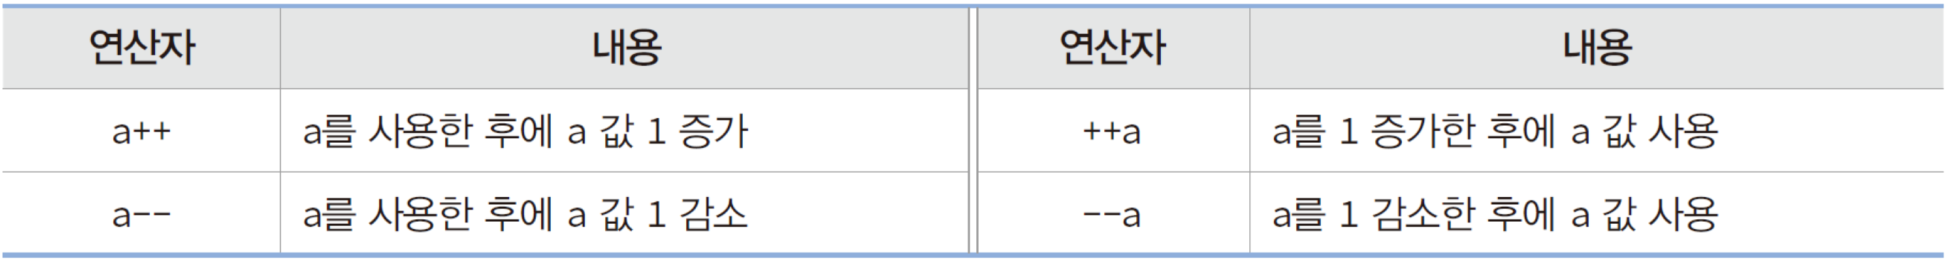 연산자 내용 연산자 내용
a++ a를 사용한 후에 a 값 1 증가 ++a a를 1 증가한 후에 a 값 사용
a-- a를 사용한 후에 a 값 1 감소 --a a를 1 감소한 후에 a 값 사용